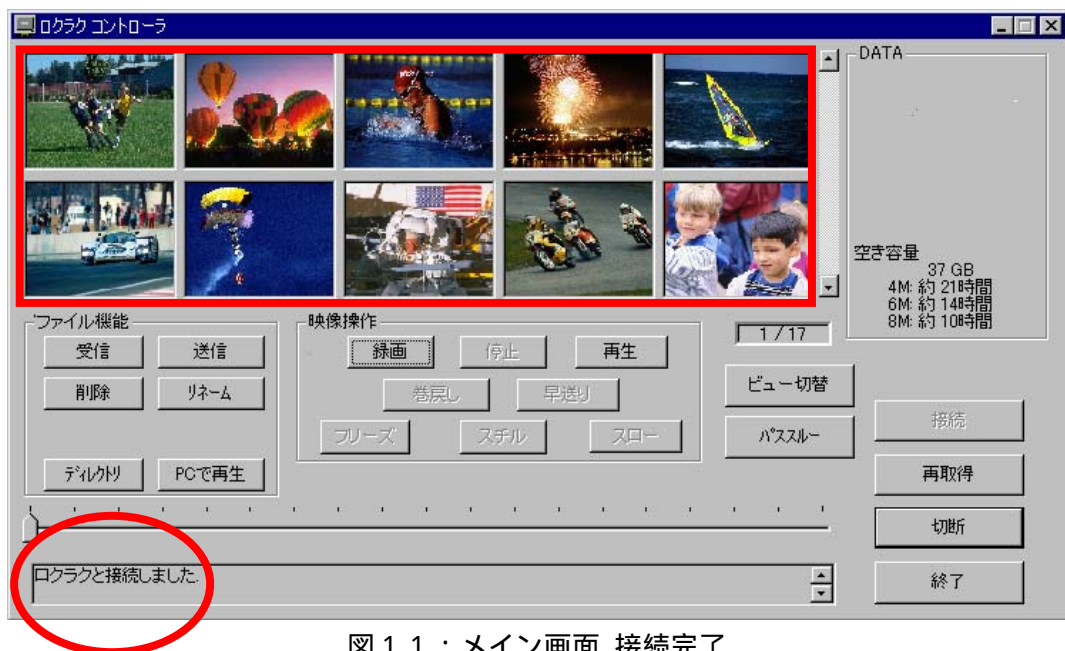 ロクラク コントローラ
DATA
空き容量
37 GB
4M: 約 21時間
6M: 約 14時間
8M: 約 10時間
ファイル機能
受信
送信
削除
リネーム
ディレクトリ
PCで再生
映像操作
録画
停止
再生
巻戻し
早送り
フリーズ
スチル
スロー
1 / 17
ビュー切替
パススルー
接続
再取得
切断
終了
ロクラクと接続しました.
図11:メイン画面 接続完了